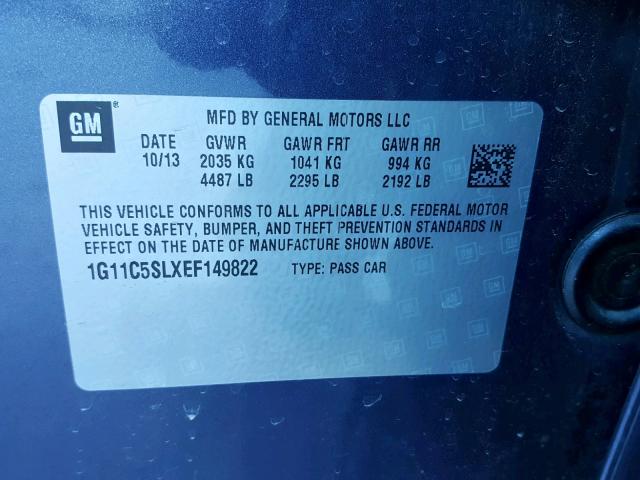 GM® MFD BY GENERAL MOTORS LLC
DATE GVWR GAWR FRT GAWR RR
10/13 2035 KG 1041 KG 994 KG
4487 LB 2295 LB 2192 LB
THIS VEHICLE CONFORMS TO ALL APPLICABLE U.S. FEDERAL MOTOR
VEHICLE SAFETY, BUMPER, AND THEFT PREVENTION STANDARDS IN
EFFECT ON THE DATE OF MANUFACTURE SHOWN ABOVE.
1G11C5SLXEF149822 TYPE: PASS CAR